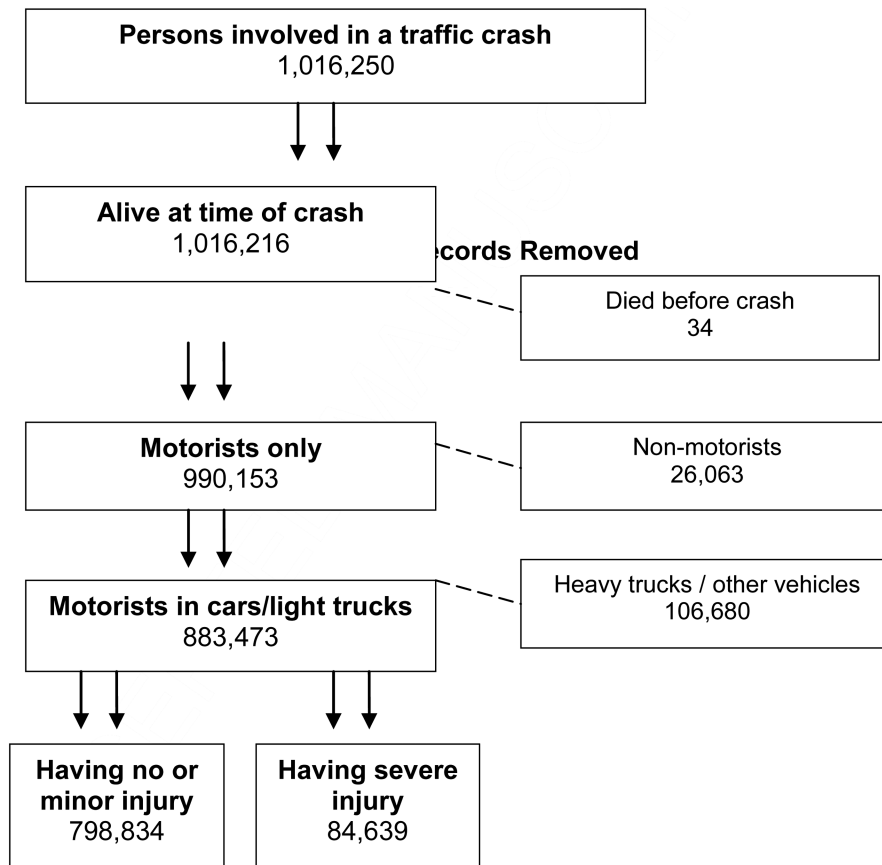 Persons involved in a traffic crash
1,016,250
Alive at time of crash
1,016,216
Records Removed
Died before crash
34
Motorists only
990,153
Non-motorists
26,063
Motorists in cars/light trucks
883,473
Heavy trucks / other vehicles
106,680
Having no or
minor injury
798,834
Having severe
injury
84,639